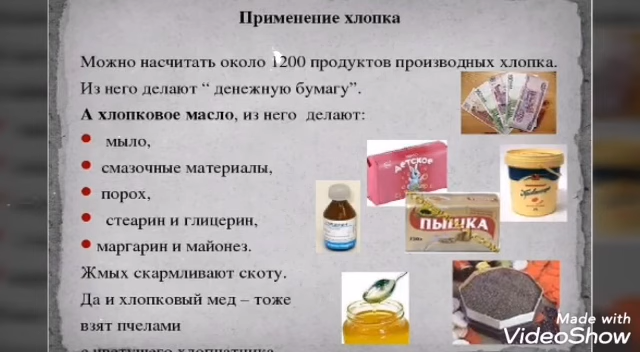 Применение хлопка
Можно насчитать около 1200 продуктов производных хлопка.
Из него делают “ денежную бумагу”.
А хлопковое масло, из него делают:
мыло,
смазочные материалы,
порох,
стеарин и глицерин,
маргарин и майонез.
Жмых скармливают скоту.
Да и хлопковый мед – тоже
взят пчелами
с цветущего хлопчатника
ДЕТСКОЕ
ПЫШКА
Made with
VideoShow